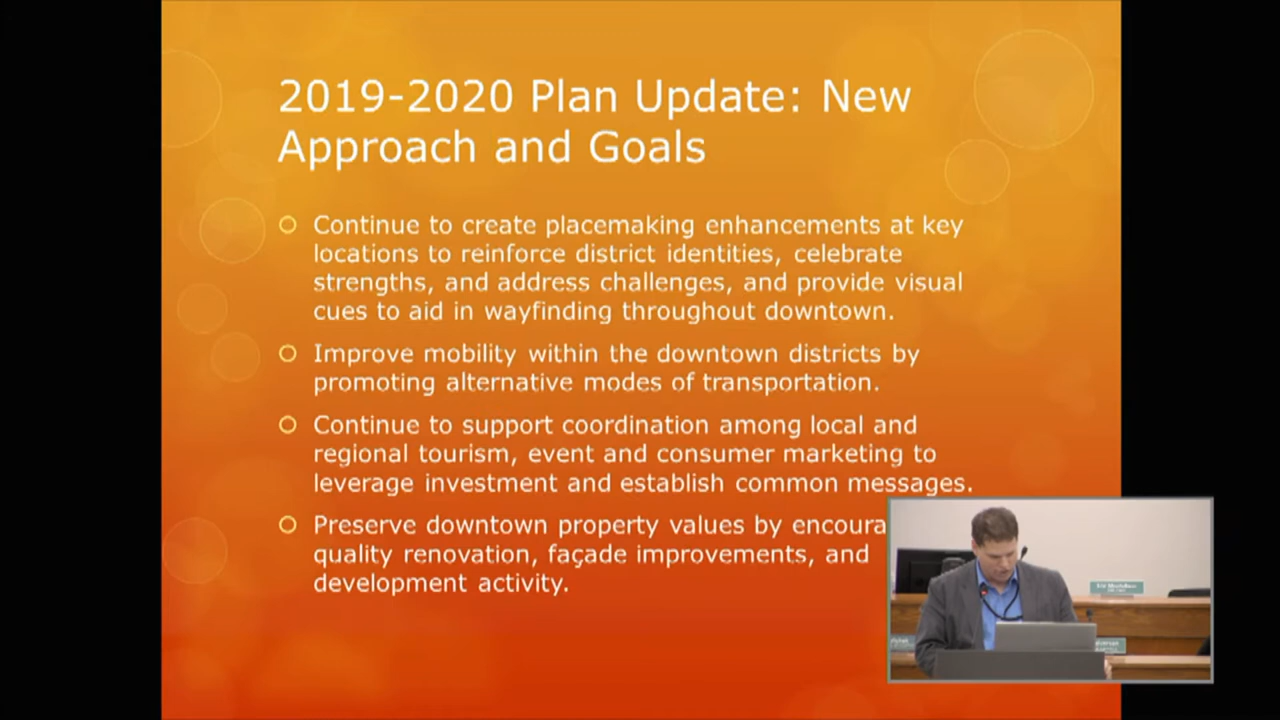 2019-2020 Plan Update: New
Approach and Goals
Continue to create placemaking enhancements at key
locations to reinforce district identities, celebrate
strengths, and address challenges, and provide visual
cues to aid in wayfinding throughout downtown.
Improve mobility within the downtown districts by
promoting alternative modes of transportation.
Continue to support coordination among local and
regional tourism, event and consumer marketing to
leverage investment and establish common messages.
Preserve downtown property values by encoura
quality renovation, façade improvements, and
development activity.